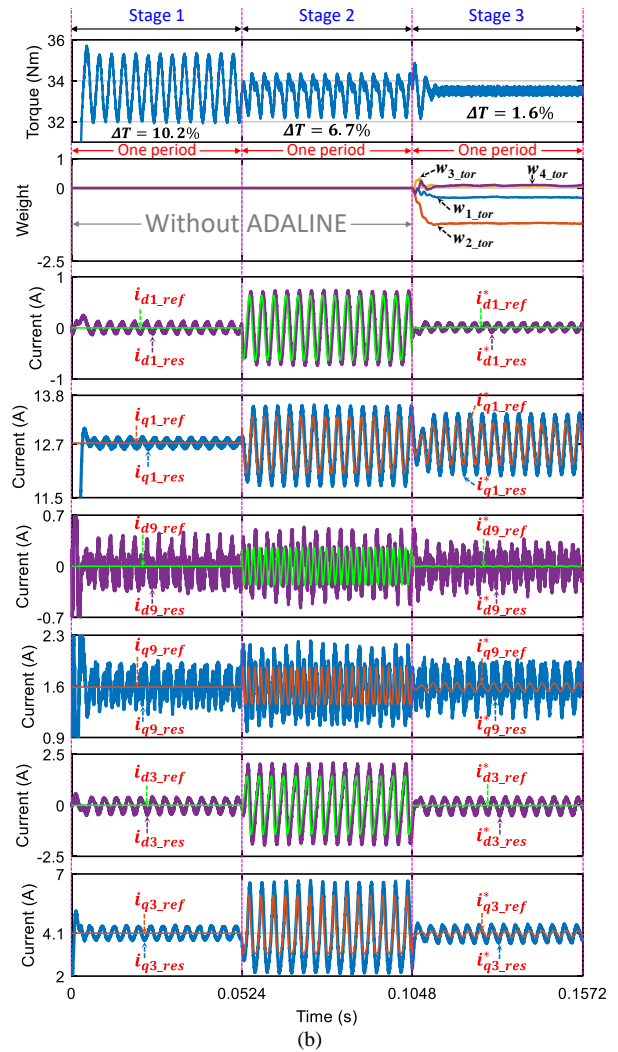 Stage 1 Stage 2 Stage 3
36
34
32
Torque (Nm)
ΔT = 10.2% ΔT = 6.7% ΔT = 1.6%
One period One period One period
1
0
-2.5
Weight
Without ADALINE
w3_tor w4_tor
w1_tor
w2_tor
1
0
-1
Current (A)
id1_ref i*d1_ref
id1_res i*d1_res
13.8
12.7
11.5
Current (A)
iq1_ref i*q1_ref
iq1_res i*q1_res
0.7
0
-0.7
Current (A)
id9_ref i*d9_ref
id9_res i*d9_res
2.3
1.6
0.9
Current (A)
iq9_ref i*q9_ref
iq9_res i*q9_res
2.5
0
-2.5
Current (A)
id3_ref i*d3_ref
id3_res i*d3_res
7
4.1
2
Current (A)
iq3_ref i*q3_ref
iq3_res i*q3_res
0 0.0524 0.1048 0.1572
Time (s)
(b)